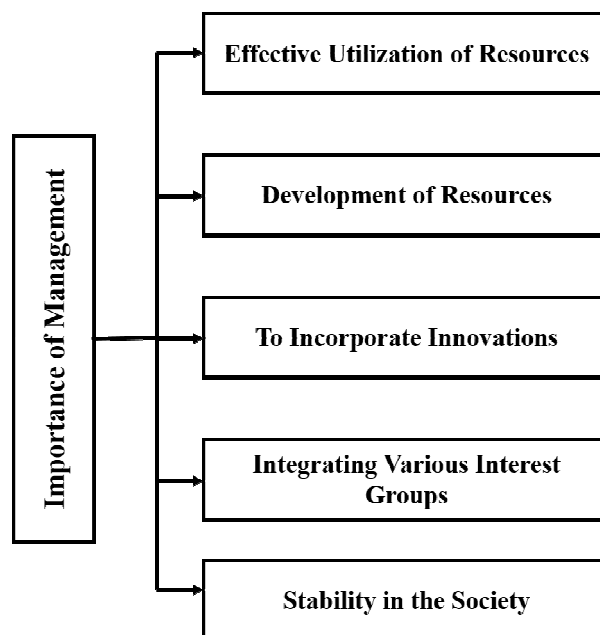 Importance of Management
Effective Utilization of Resources
Development of Resources
To Incorporate Innovations
Integrating Various Interest
Groups
Stability in the Society